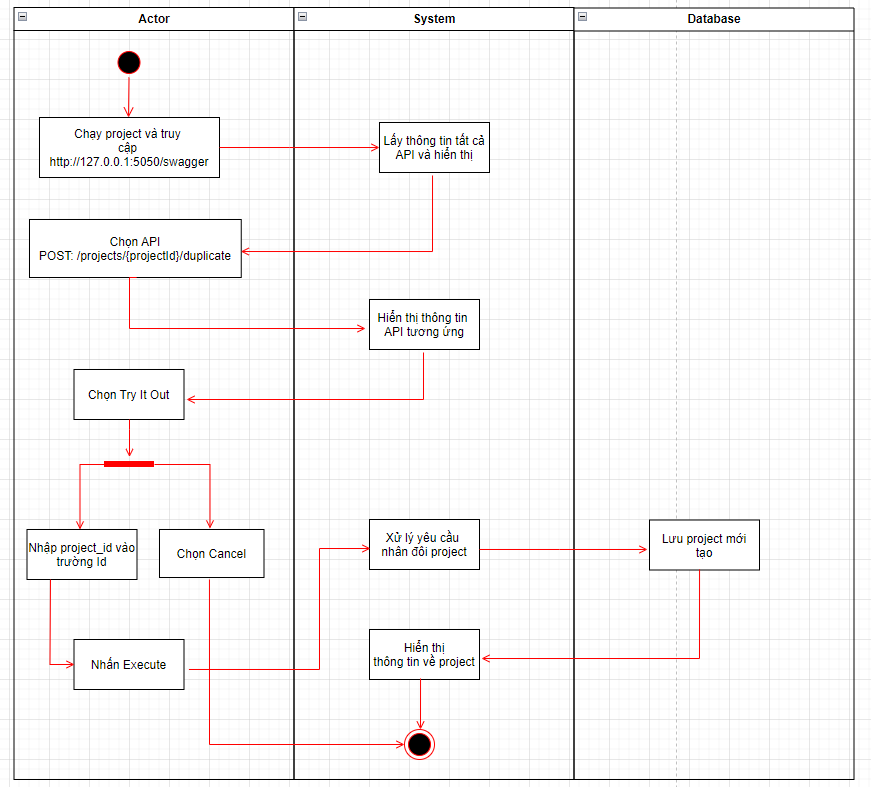 Actor
System
Database
Chạy project và truy
cập
http://127.0.0.1:5050/swagger
Lấy thông tin tất cả
API và hiển thị
Chọn API
POST: /projects/{projectId}/duplicate
Hiển thị thông tin
API tương ứng
Chọn Try It Out
Nhập project_id vào
trường Id
Chọn Cancel
Xử lý yêu cầu
nhân đôi project
Lưu project mới
tạo
Nhấn Execute
Hiển thị
thông tin về project